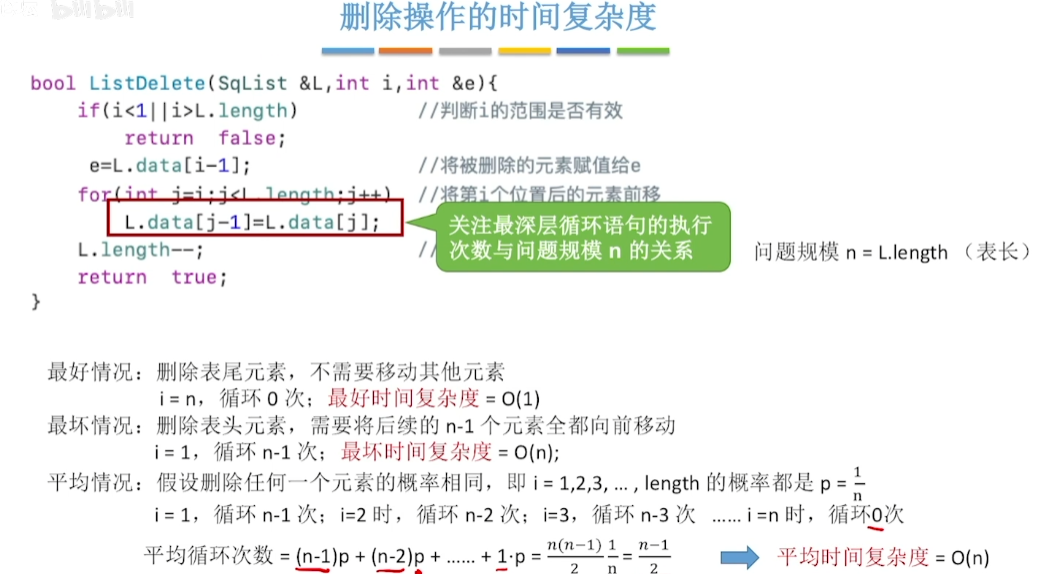 bilibili
删除操作的时间复杂度
bool ListDelete(SqList &L,int i,int &e){
if(i<1||i>L.length) //判断i的范围是否有效
return false;
e=L.data[i-1]; //将被删除的元素赋值给e
for(int j=i;j<L.length;j++) //将第i个位置后的元素前移
L.data[j-1]=L.data[j];
关注最深层循环语句的执行
次数与问题规模 n 的关系
L.length--; //
问题规模 n = L.length （表长）
return true;
}
最好情况：删除表尾元素，不需要移动其他元素
i = n，循环 0 次；最好时间复杂度 = O(1)
最坏情况：删除表头元素，需要将后续的 n-1 个元素全都向前移动
i = 1，循环 n-1 次；最坏时间复杂度 = O(n);
平均情况：假设删除任何一个元素的概率相同，即 i = 1,2,3, … , length 的概率都是 p = 1/n
i = 1，循环 n-1 次；i=2 时，循环 n-2 次；i=3，循环 n-3 次 …… i =n 时，循环0次
平均循环次数 = (n-1)p + (n-2)p + …… + 1·p = n(n−1)/2 1/n = n−1/2 平均时间复杂度 = O(n)